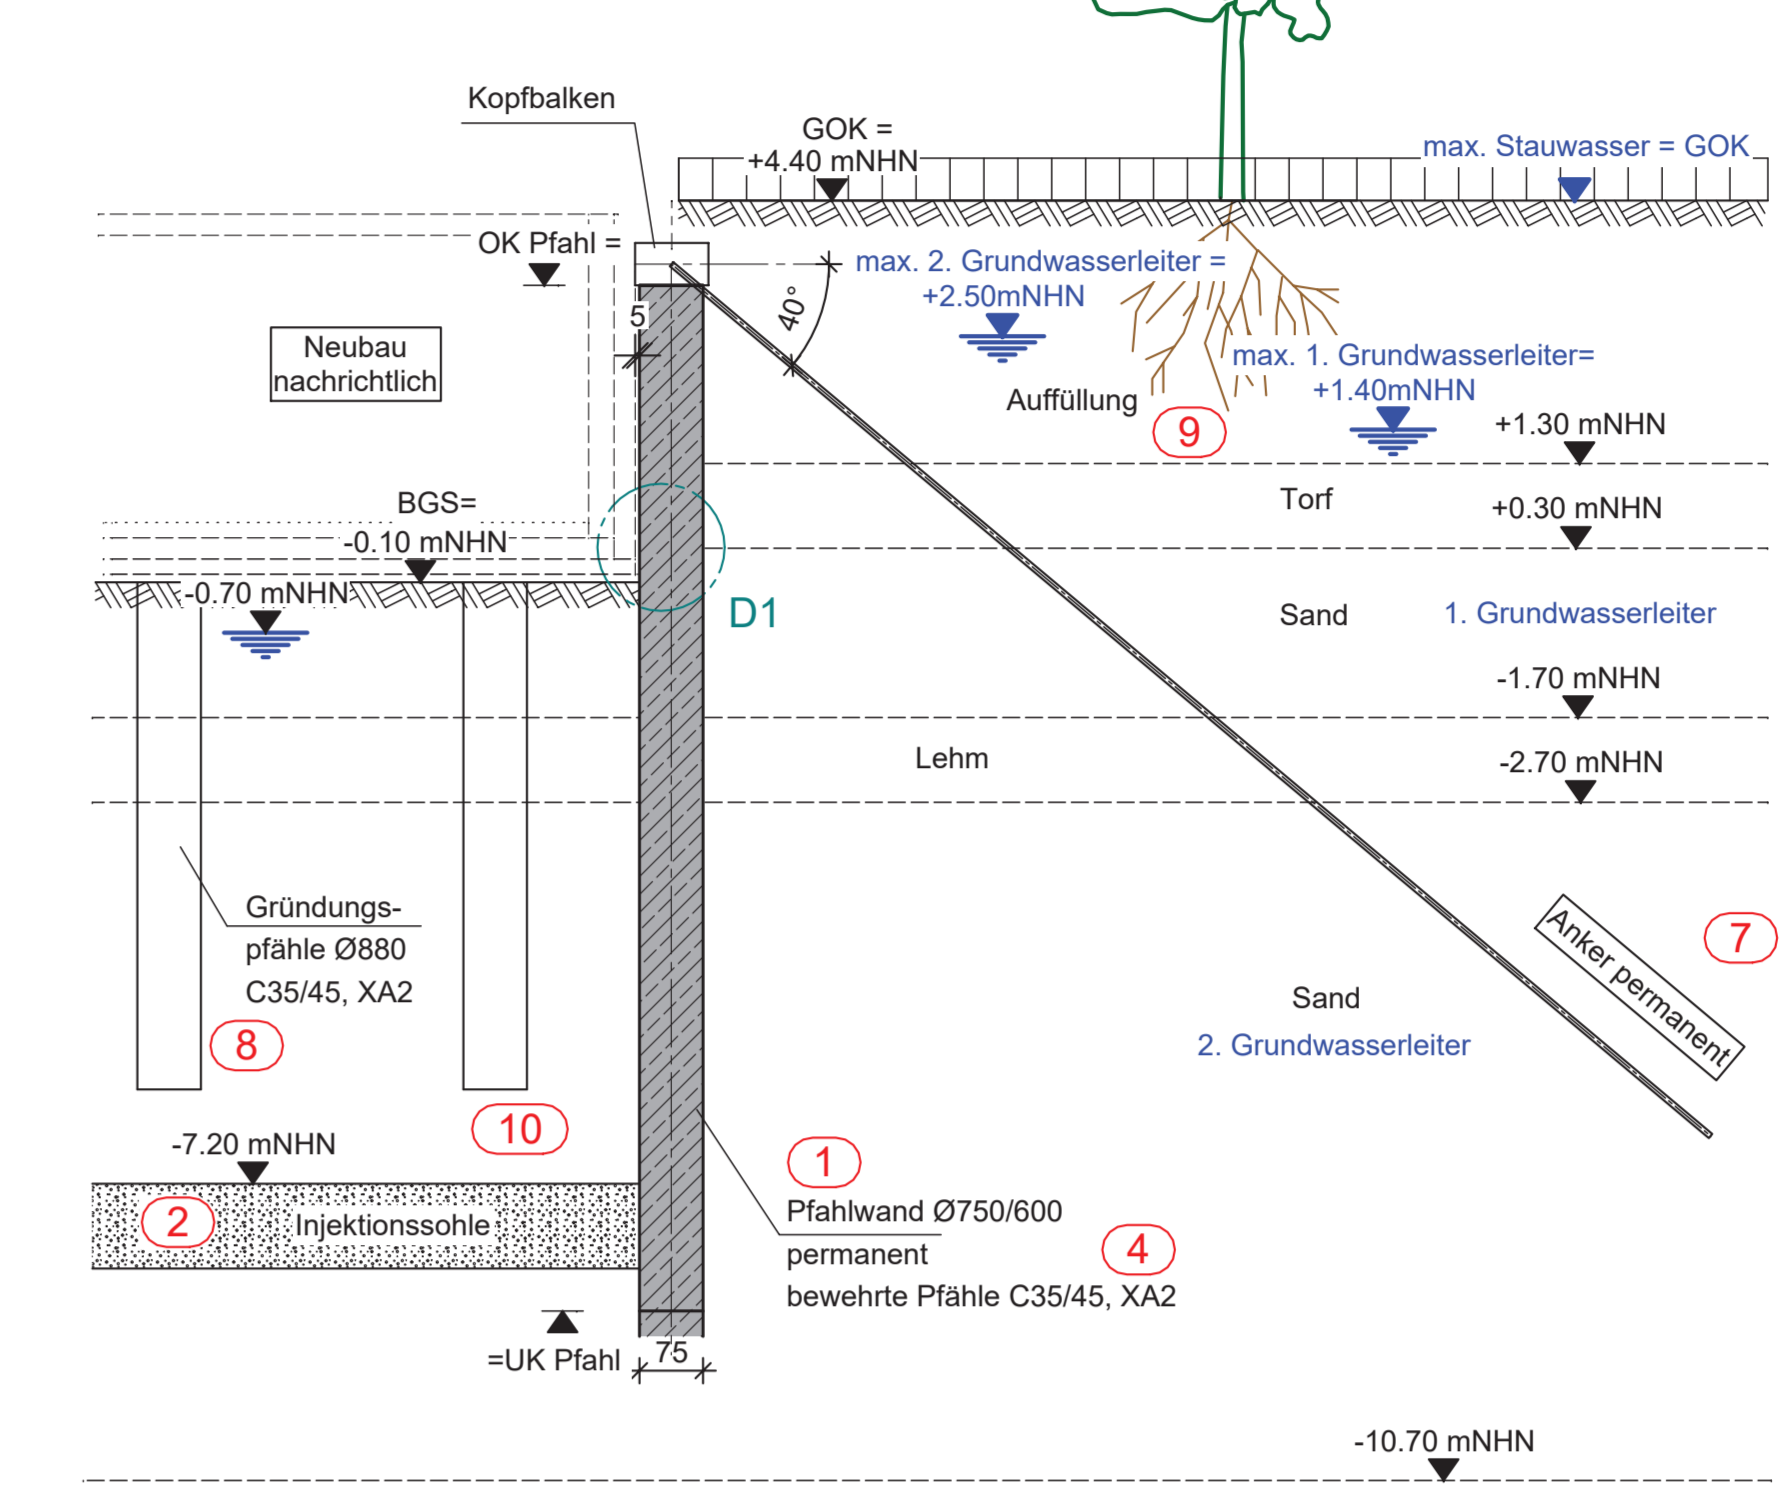 Kopfbalken
GOK =
+4.40 mNHN
max. Stauwasser = GOK
OK Pfahl =
max. 2. Grundwasserleiter =
+2.50mNHN
40°
5
Neubau
nachrichtlich
max. 1. Grundwasserleiter=
+1.40mNHN
Auffüllung
9
+1.30 mNHN
Torf
+0.30 mNHN
BGS=
-0.10 mNHN
-0.70 mNHN
D1
Sand
1. Grundwasserleiter
-1.70 mNHN
Lehm
-2.70 mNHN
Gründungs-
pfähle Ø880
C35/45, XA2
8
Anker permanent
7
Sand
2. Grundwasserleiter
10
-7.20 mNHN
2
Injektionssohle
1
Pfahlwand Ø750/600
permanent
4
bewehrte Pfähle C35/45, XA2
=UK Pfahl
75
-10.70 mNHN